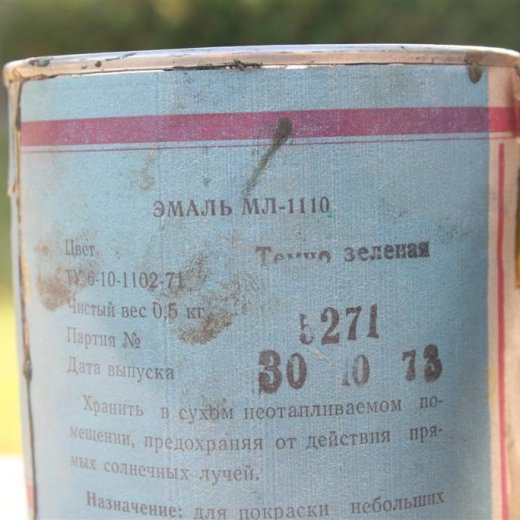 ЭМАЛЬ МЛ-1110
Цвет Темно зеленая
ТУ 6-10-1102-71
Чистый вес 0,5 кг
Партия № 5271
Дата выпуска 30 10 78
Хранить в сухом неотапливаемом по-
мещении, предохраняя от действия пря-
мых солнечных лучей.
Назначение: для покраски небольших